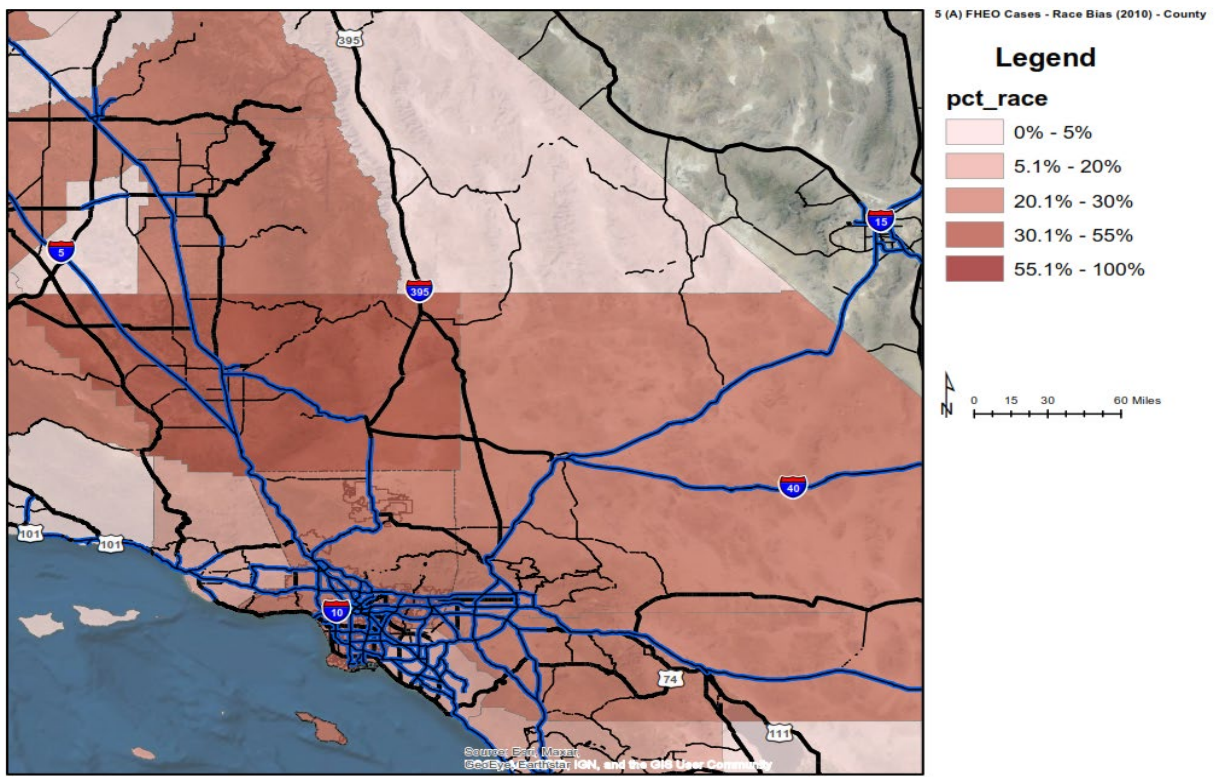 5 (A) FHEO Cases - Race Bias (2010) - County
Legend
pct_race
0% - 5%
5.1% - 20%
20.1% - 30%
30.1% - 55%
55.1% - 100%
N
0 15 30 60 Miles
395
15
5
395
40
101
101
10
74
111
Source: Esri, Maxar,
GeoEye, Earthstar IGN, and the GIS User Community